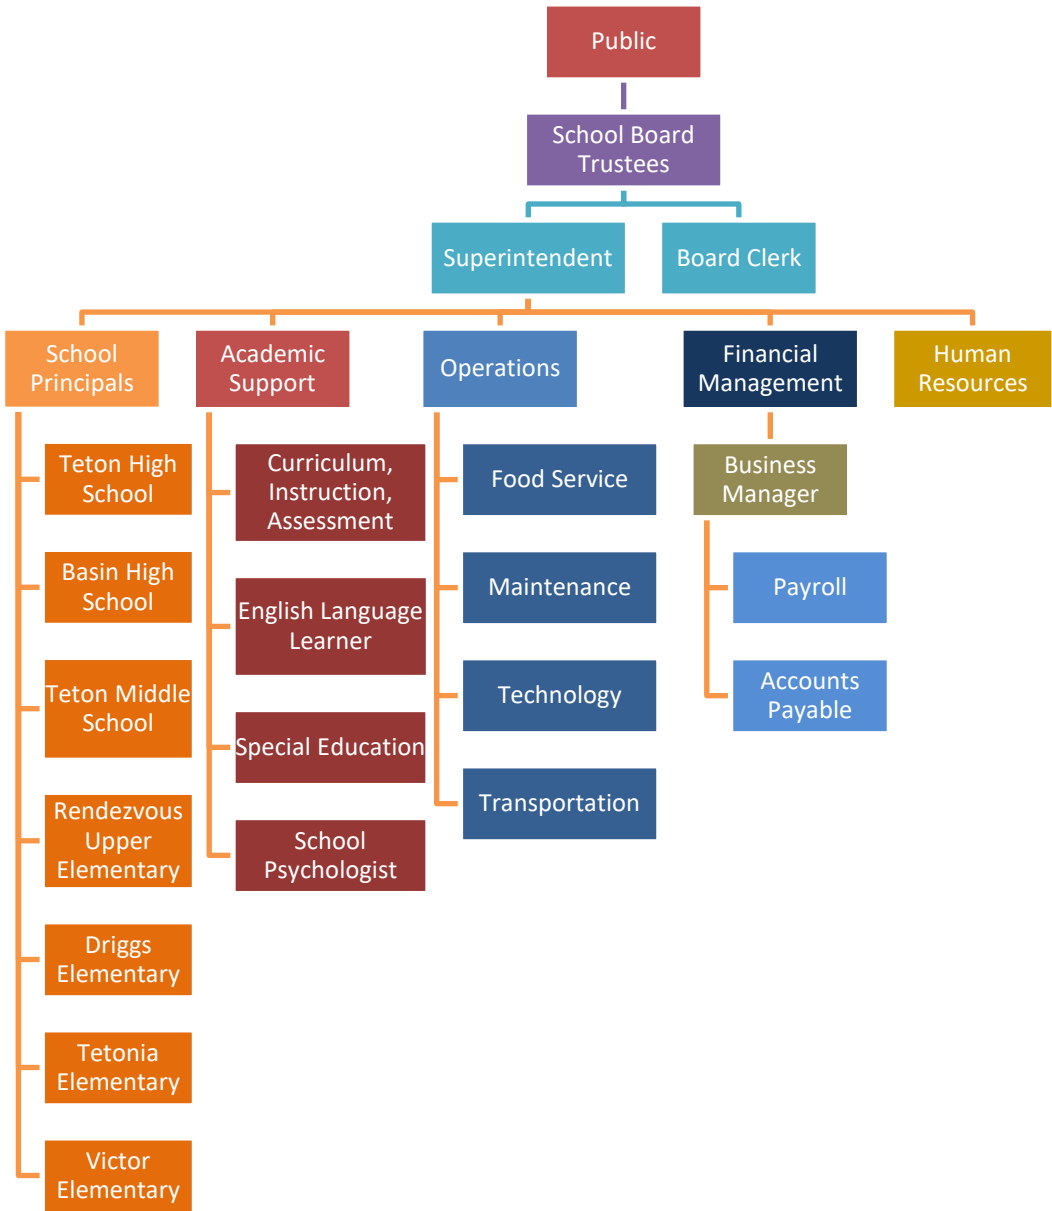 Public
School Board
Trustees
Superintendent
Board Clerk
School
Principals
Academic
Support
Operations
Financial
Management
Human
Resources
Teton High
School
Basin High
School
Teton Middle
School
Rendezvous
Upper
Elementary
Driggs
Elementary
Tetonia
Elementary
Victor
Elementary
Curriculum,
Instruction,
Assessment
English Language
Learner
Special Education
School
Psychologist
Food Service
Maintenance
Technology
Transportation
Business
Manager
Payroll
Accounts
Payable